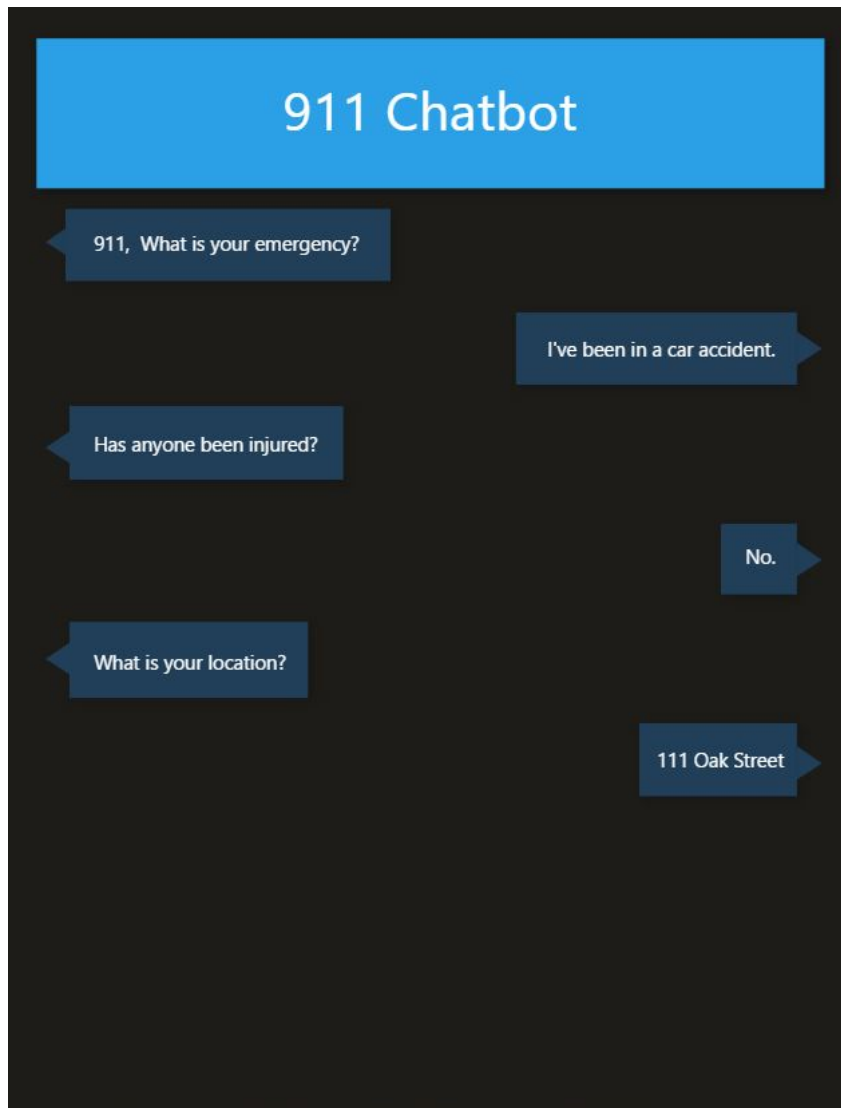 911 Chatbot
911,  What is your emergency?
I've been in a car accident.
Has anyone been injured?
No.
What is your location?
111 Oak Street